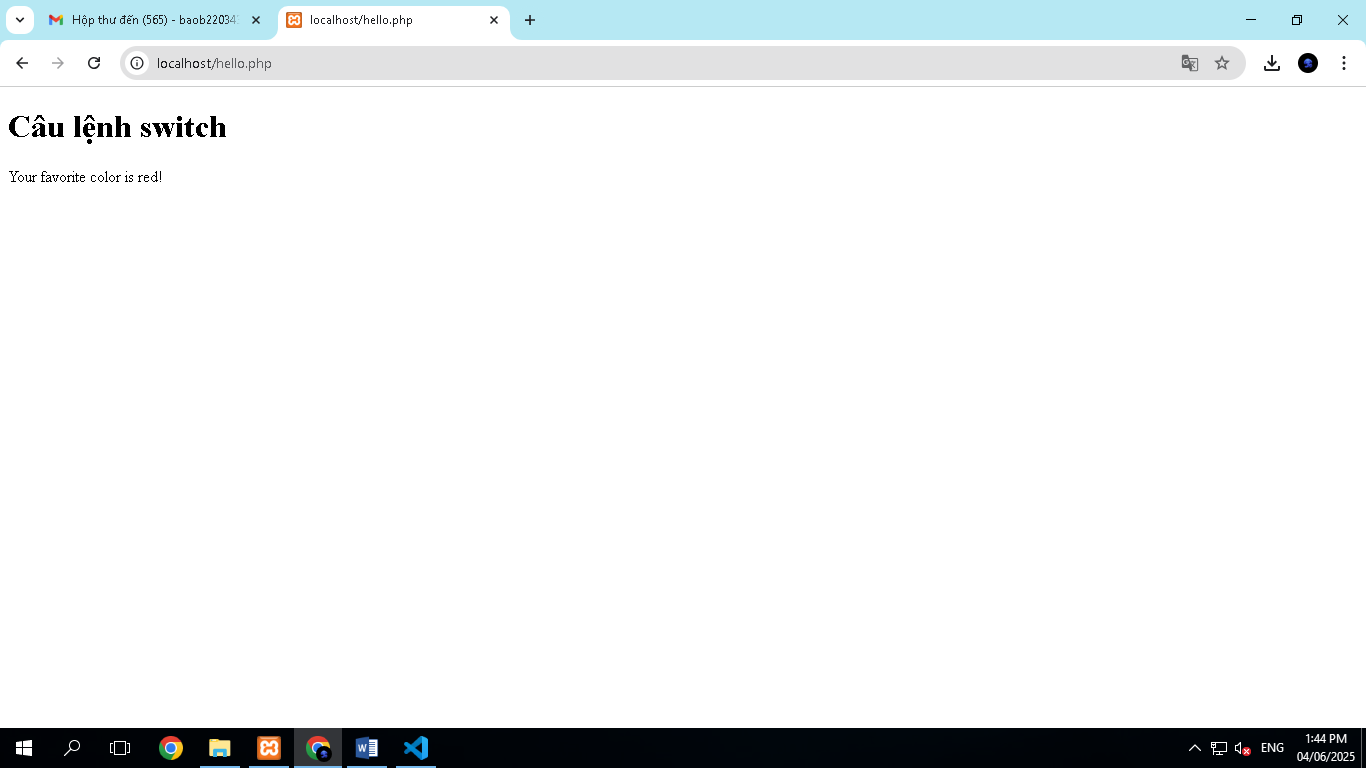 Hộp thư đến (565) - baob22034
localhost/hello.php
localhost/hello.php
Câu lệnh switch
Your favorite color is red!
ENG
1:44 PM
04/06/2025